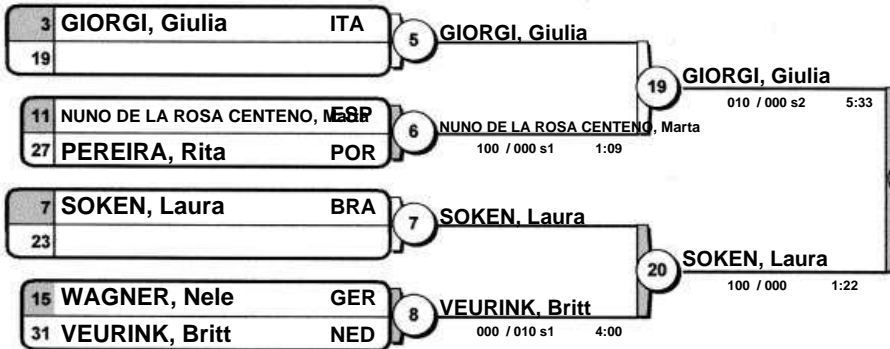 3 GIORGI, Giulia ITA
19
5 GIORGI, Giulia
11 NUNO DE LA ROSA CENTENO, Marta ESP
27 PEREIRA, Rita POR
6 NUNO DE LA ROSA CENTENO, Marta
100 / 000 s1 1:09
19 GIORGI, Giulia
010 / 000 s2 5:33
7 SOKEN, Laura BRA
23
7 SOKEN, Laura
15 WAGNER, Nele GER
31 VEURINK, Britt NED
8 VEURINK, Britt
000 / 010 s1 4:00
20 SOKEN, Laura
100 / 000 1:22